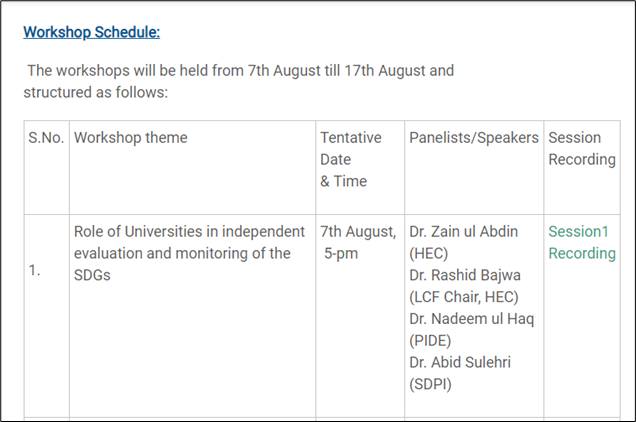 Workshop Schedule:
The workshops will be held from 7th August till 17th August and
structured as follows:
S.No.
Workshop theme
Tentative
Date
& Time
Panelists/Speakers
Session
Recording
1.
Role of Universities in independent
evaluation and monitoring of the
SDGs
7th August,
5-pm
Dr. Zain ul Abdin
(HEC)
Dr. Rashid Bajwa
(LCF Chair, HEC)
Dr. Nadeem ul Haq
(PIDE)
Dr. Abid Sulehri
(SDPI)
Session1
Recording